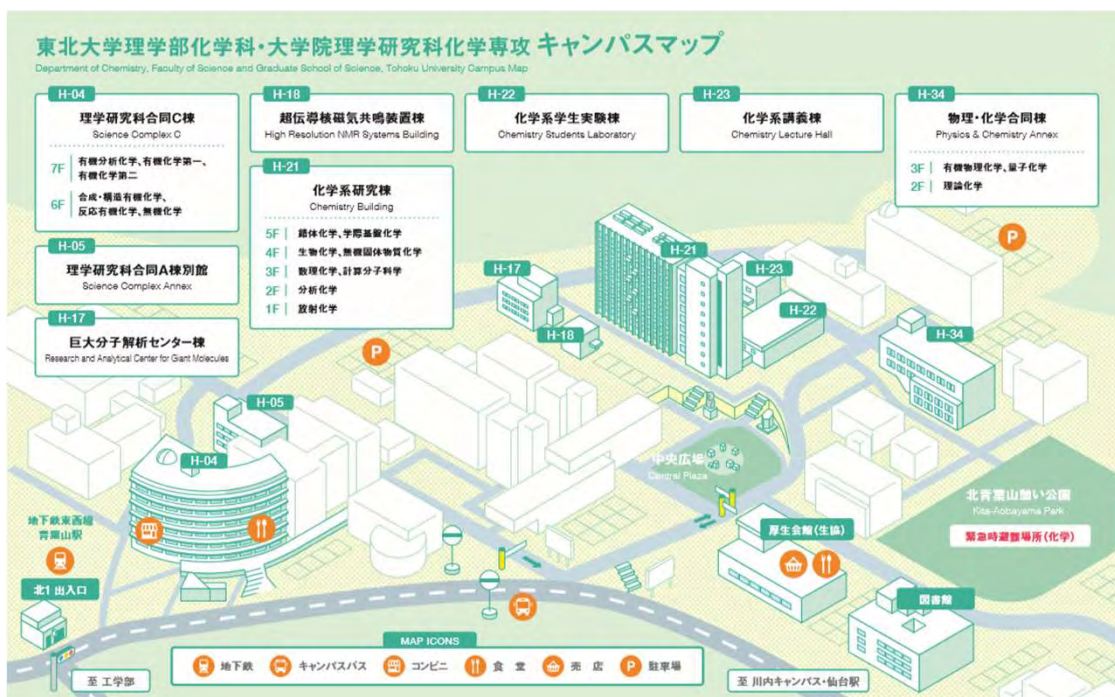 東北大学理学部化学科・大学院理学研究科化学専攻 キャンパスマップ
Department of Chemistry, Faculty of Science and Graduate School of Science, Tohoku University Campus Map
H-04
理学研究科合同C棟
Science Complex C
7F 有機分析化学、有機化学第一、
有機化学第二
6F 合成・構造有機化学、
反応有機化学、無機化学
H-05
理学研究科合同A棟別館
Science Complex Annex
H-17
巨大分子解析センター棟
Research and Analytical Center for Giant Molecules
H-18
超伝導核磁気共鳴装置棟
High Resolution NMR Systems Building
H-21
化学系研究棟
Chemistry Building
5F 錯体化学、学際基盤化学
4F 生物化学、無機固体物質化学
3F 数理化学、計算分子科学
2F 分析化学
1F 放射化学
H-22
化学系学生実験棟
Chemistry Students Laboratory
H-23
化学系講義棟
Chemistry Lecture Hall
H-34
物理・化学合同棟
Physics & Chemistry Annex
3F 有機物理化学、量子化学
2F 理論化学
P
H-21
H-17
H-23
H-18
H-22
H-34
P
H-05
H-04
中央広場
Central Plaza
北青葉山憩い公園
Kita-Aobayama Park
緊急時避難場所(化学)
地下鉄東西線
青葉山駅
厚生会館(生協)
北1 出入口
図書館
MAP ICONS
地下鉄 キャンパスバス コンビニ 食堂 売店 P 駐車場
至 工学部
至 川内キャンパス・仙台駅